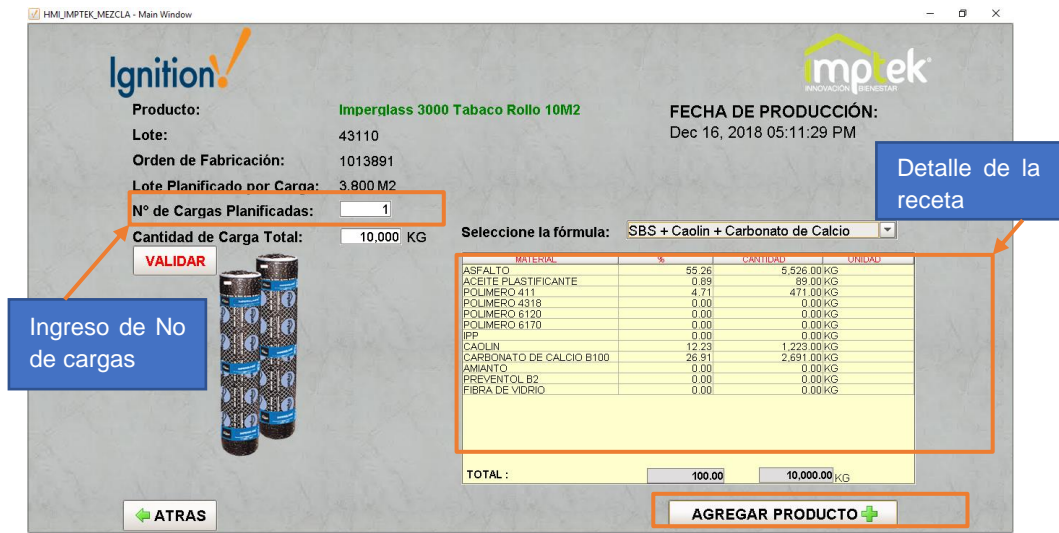 HMI_IMPTEK_MEZCLA - Main Window
Ignition!
imptek
INNOVACIÓN BIENESTAR
Producto: Imperglass 3000 Tabaco Rollo 10M2
FECHA DE PRODUCCIÓN:
Lote: 43110
Dec 16, 2018 05:11:29 PM
Orden de Fabricación: 1013891
Lote Planificado por Carga: 3.800 M2
Nº de Cargas Planificadas: 1
Cantidad de Carga Total: 10,000 KG
VALIDAR
Detalle de la
receta
Ingreso de No
de cargas
Seleccione la fórmula: SBS + Caolin + Carbonato de Calcio
MATERIAL % CANTIDAD UNIDAD
ASFALTO 55.26 5,526.00 KG
ACEITE PLASTIFICANTE 0.89 89.00 KG
POLIMERO 411 4.71 471.00 KG
POLIMERO 4318 0.00 0.00 KG
POLIMERO 6120 0.00 0.00 KG
POLIMERO 6170 0.00 0.00 KG
IPP 0.00 0.00 KG
CAOLIN 12.23 1,223.00 KG
CARBONATO DE CALCIO B100 26.91 2,691.00 KG
AMIANTO 0.00 0.00 KG
PREVENTOL B2 0.00 0.00 KG
FIBRA DE VIDRIO 0.00 0.00 KG
TOTAL : 100.00 10,000.00 KG
ATRAS
AGREGAR PRODUCTO